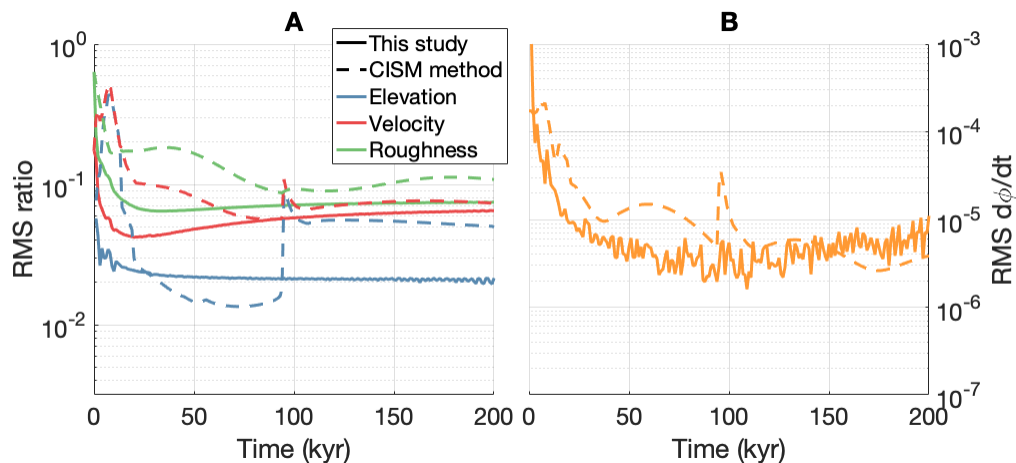 A
B
This study
CISM method
Elevation
Velocity
Roughness
RMS ratio
10^0
10^-1
10^-2
0
50
100
150
200
Time (kyr)
10^-3
10^-4
10^-5
10^-6
10^-7
RMS dϕ/dt
0
50
100
150
200
Time (kyr)